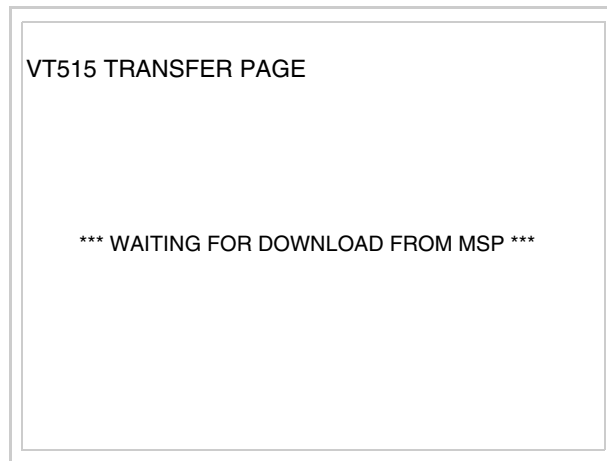 VT515 TRANSFER PAGE
*** WAITING FOR DOWNLOAD FROM MSP ***